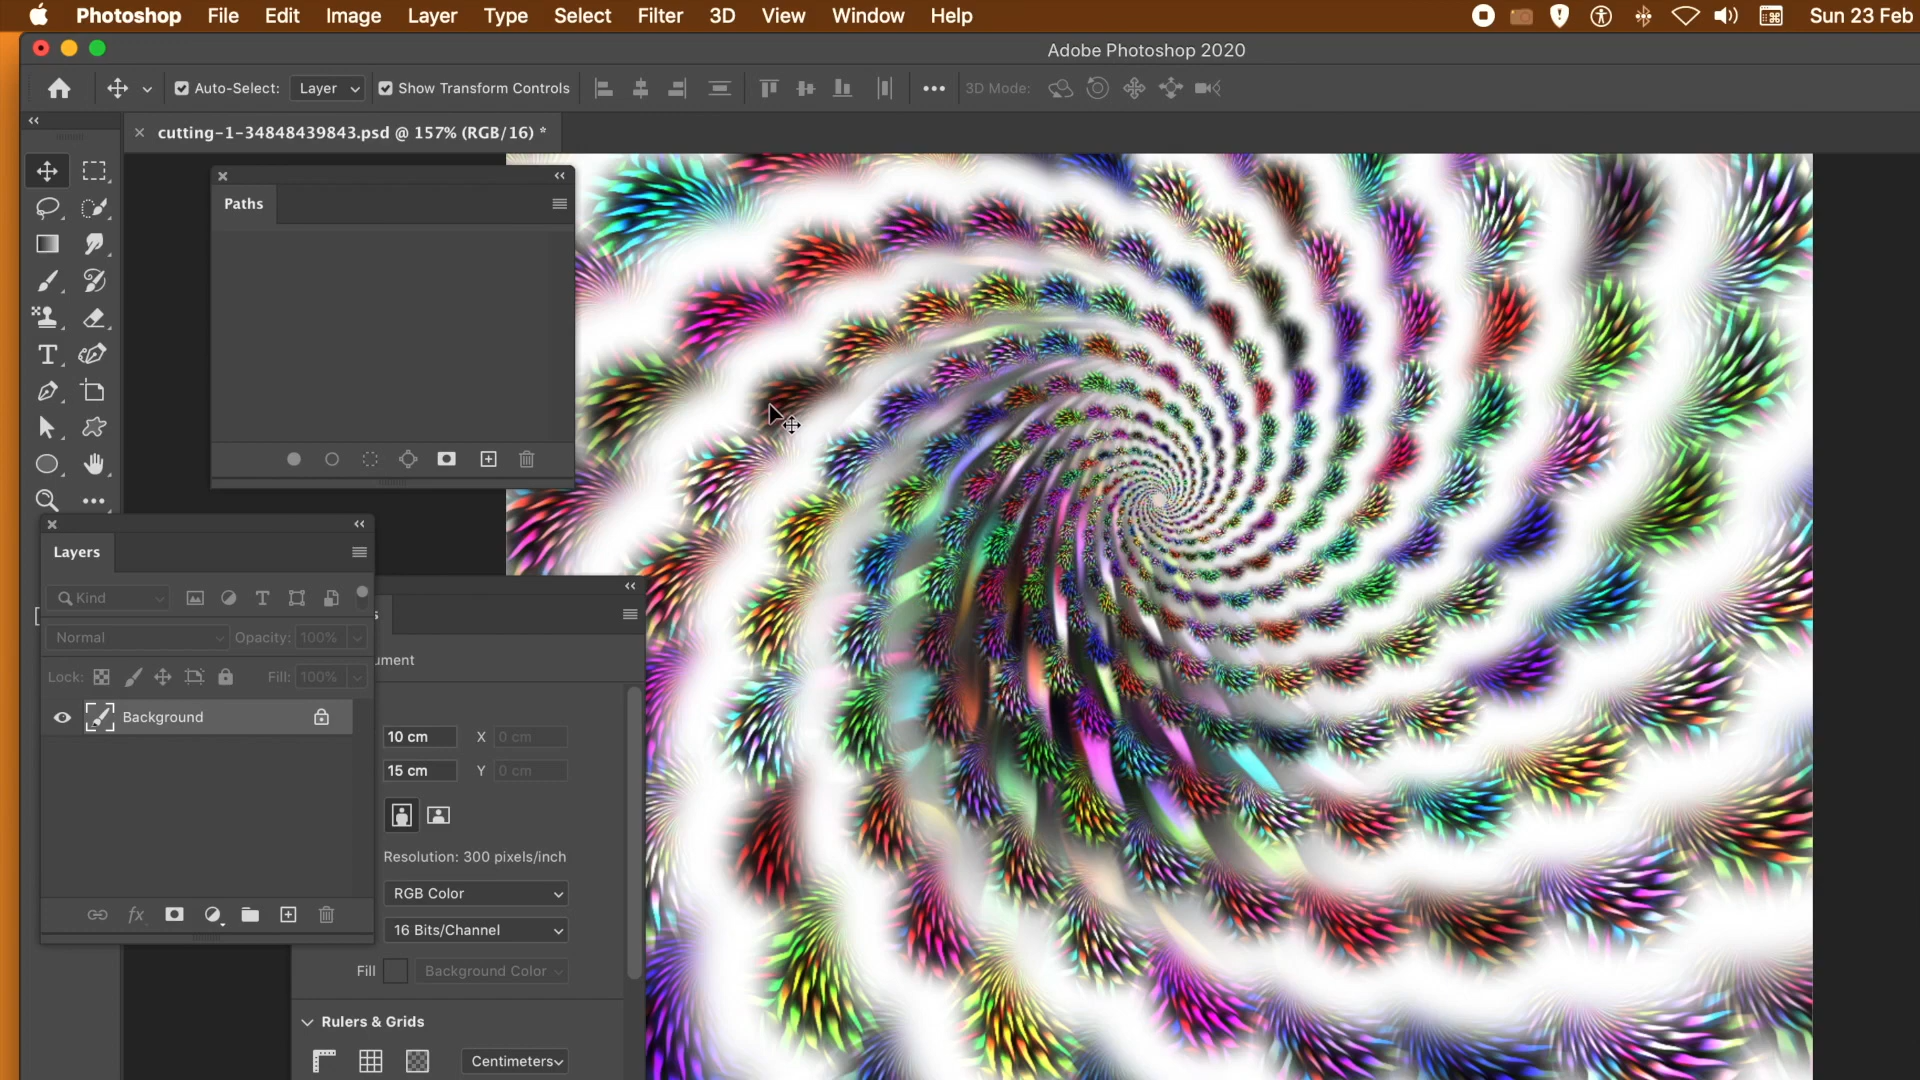 Photoshop File Edit Image Layer Type Select Filter 3D View Window Help Sun 23 Feb
Adobe Photoshop 2020
Auto-Select: Layer Show Transform Controls 3D Mode:
cutting-1-34848439843.psd @ 157% (RGB/16) *
Paths
Layers
Kind
Normal Opacity: 100%
Lock: Fill: 100%
Background
s
ument
10 cm X 0 cm
15 cm Y 0 cm
Resolution: 300 pixels/inch
RGB Color
16 Bits/Channel
Fill Background Color
Rulers & Grids
Centimeters